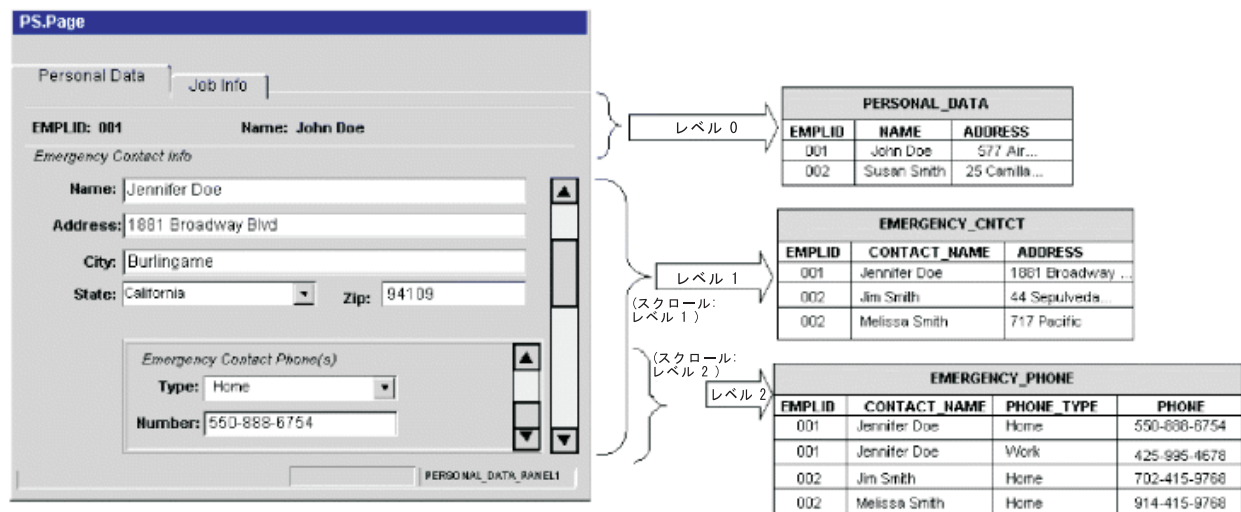 PS.Page
Personal Data
Job Info
EMPLID: 001 Name: John Doe
Emergency Contact Info
Name: Jennifer Doe
Address: 1881 Broadway Blvd
City: Burlingame
State: California Zip: 94109
Emergency Contact Phone(s)
Type: Home
Number: 550-888-6754
PERSONAL_DATA_PANEL1
レベル 0
レベル 1
(スクロール:
レベル 1 )
(スクロール:
レベル 2 )
レベル 2
PERSONAL_DATA
EMPLID NAME ADDRESS
001 John Doe 577 Air...
002 Susan Smith 25 Camilla...
EMERGENCY_CNTCT
EMPLID CONTACT_NAME ADDRESS
001 Jennifer Doe 1881 Broadway ...
002 Jim Smith 44 Sepulveda...
002 Melissa Smith 717 Pacific
EMERGENCY_PHONE
EMPLID CONTACT_NAME PHONE_TYPE PHONE
001 Jennifer Doe Home 550-888-6754
001 Jennifer Doe Work 425-995-4678
002 Jim Smith Home 702-415-9768
002 Melissa Smith Home 914-415-9768